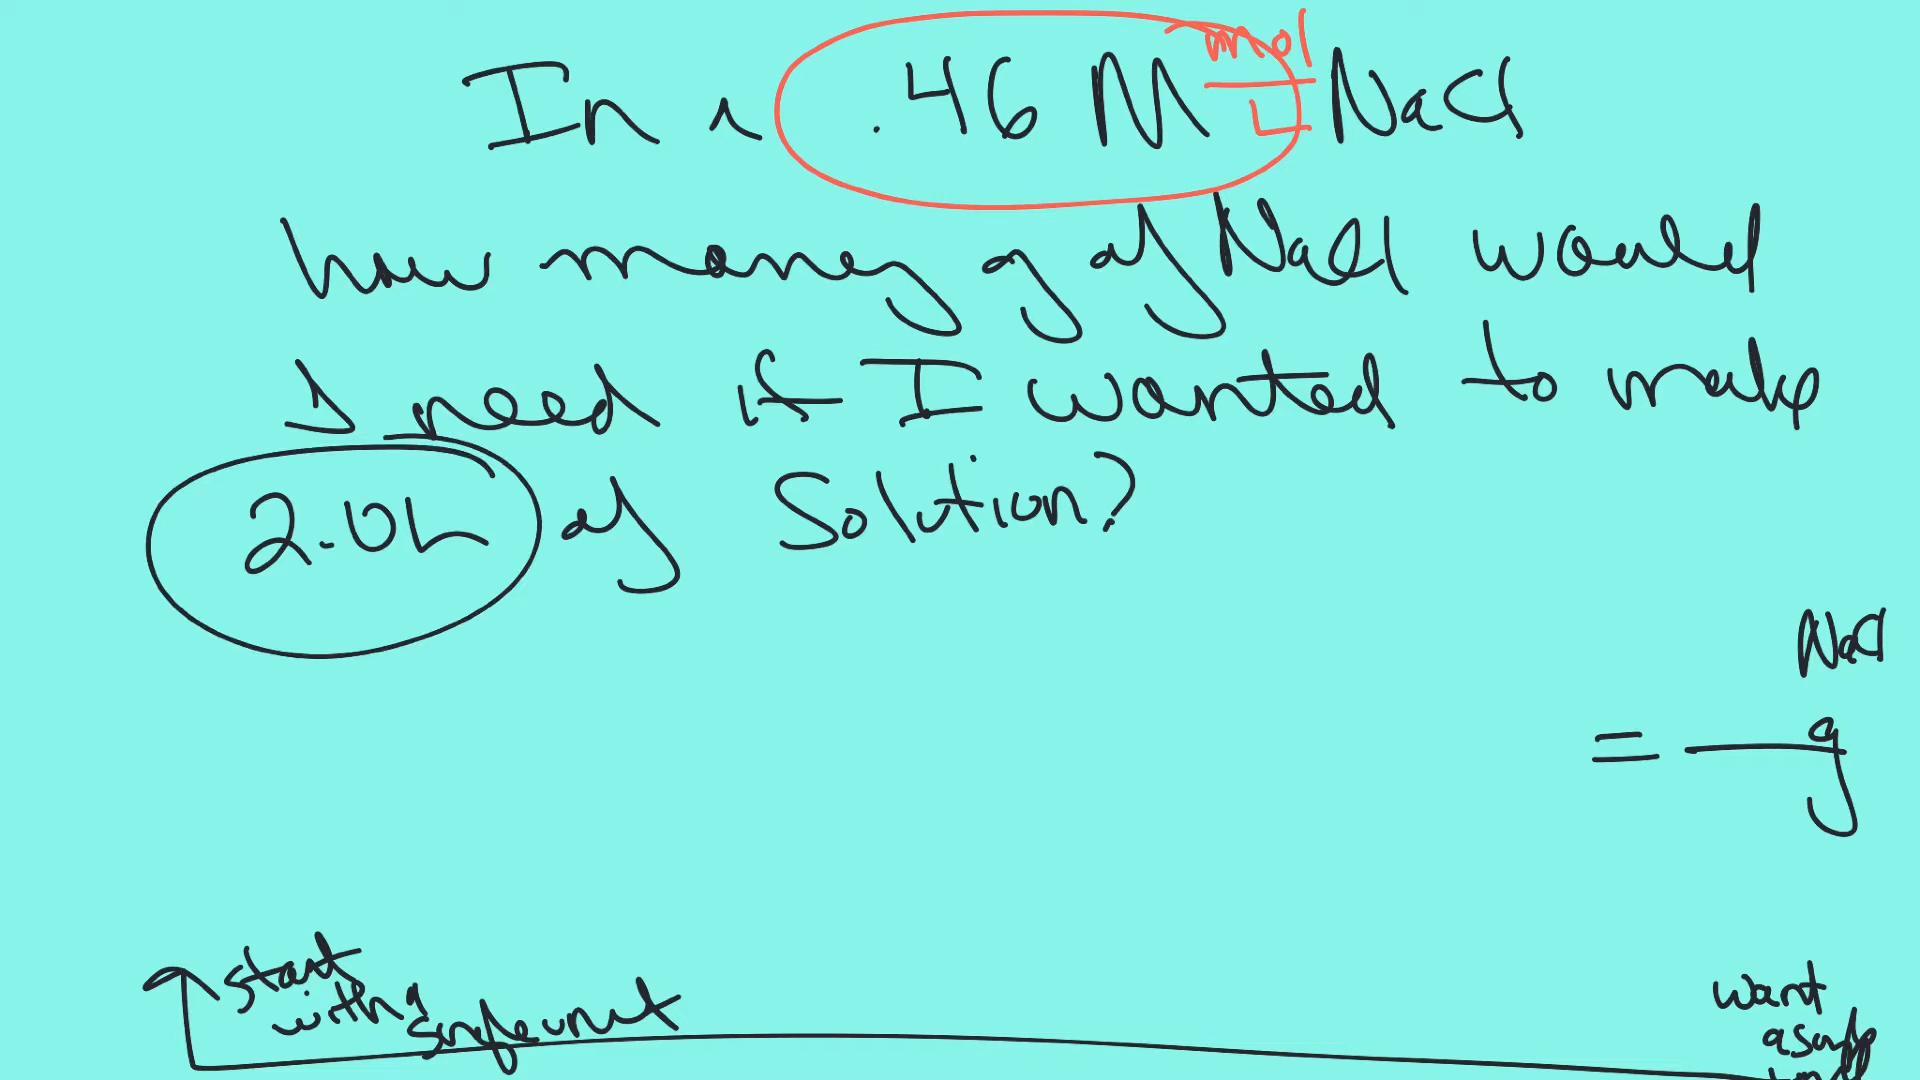 In a .46 M mol/L NaCl
how many g of NaCl would
I need if I wanted to make
2.0L of Solution?
NaCl
= g
start
with a
single unit
want
a single